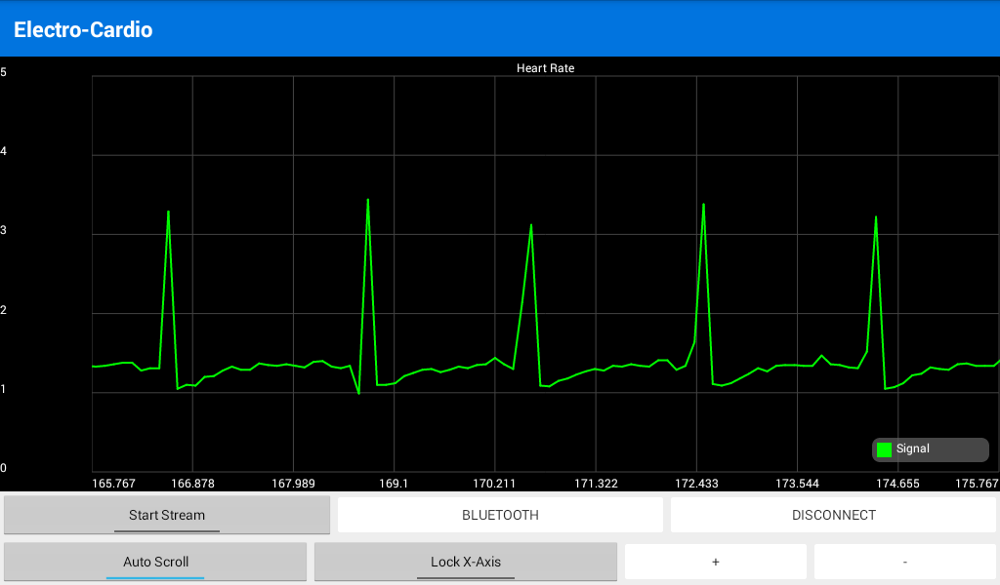 Electro-Cardio
Heart Rate
5
4
3
2
1
0
165.767 166.878 167.989 169.1 170.211 171.322 172.433 173.544 174.655 175.767
Signal
Start Stream BLUETOOTH DISCONNECT
Auto Scroll Lock X-Axis + -